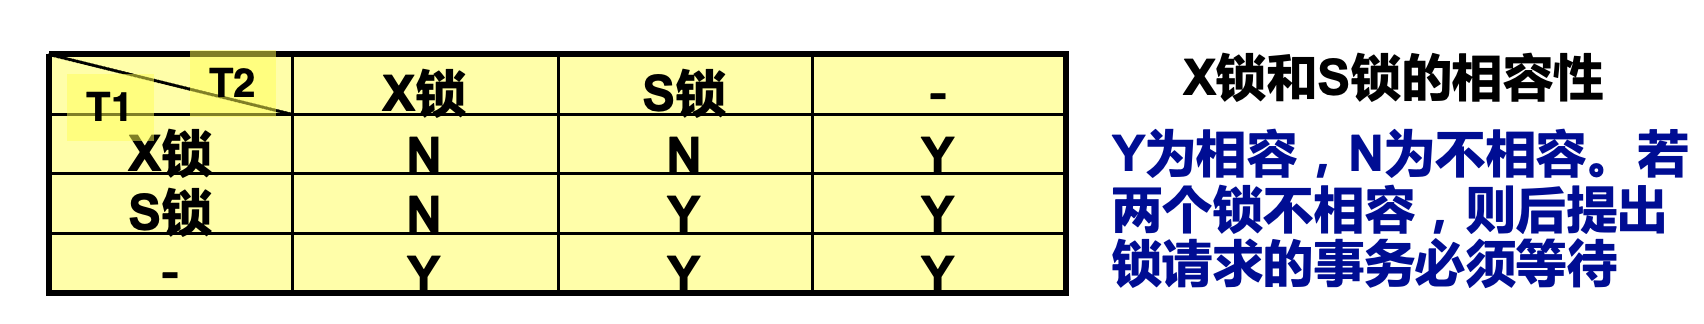 T2 X锁 S锁 -
T1
X锁 N N Y
S锁 N Y Y
- Y Y Y
X锁和S锁的相容性
Y为相容，N为不相容。若
两个锁不相容，则后提出
锁请求的事务必须等待